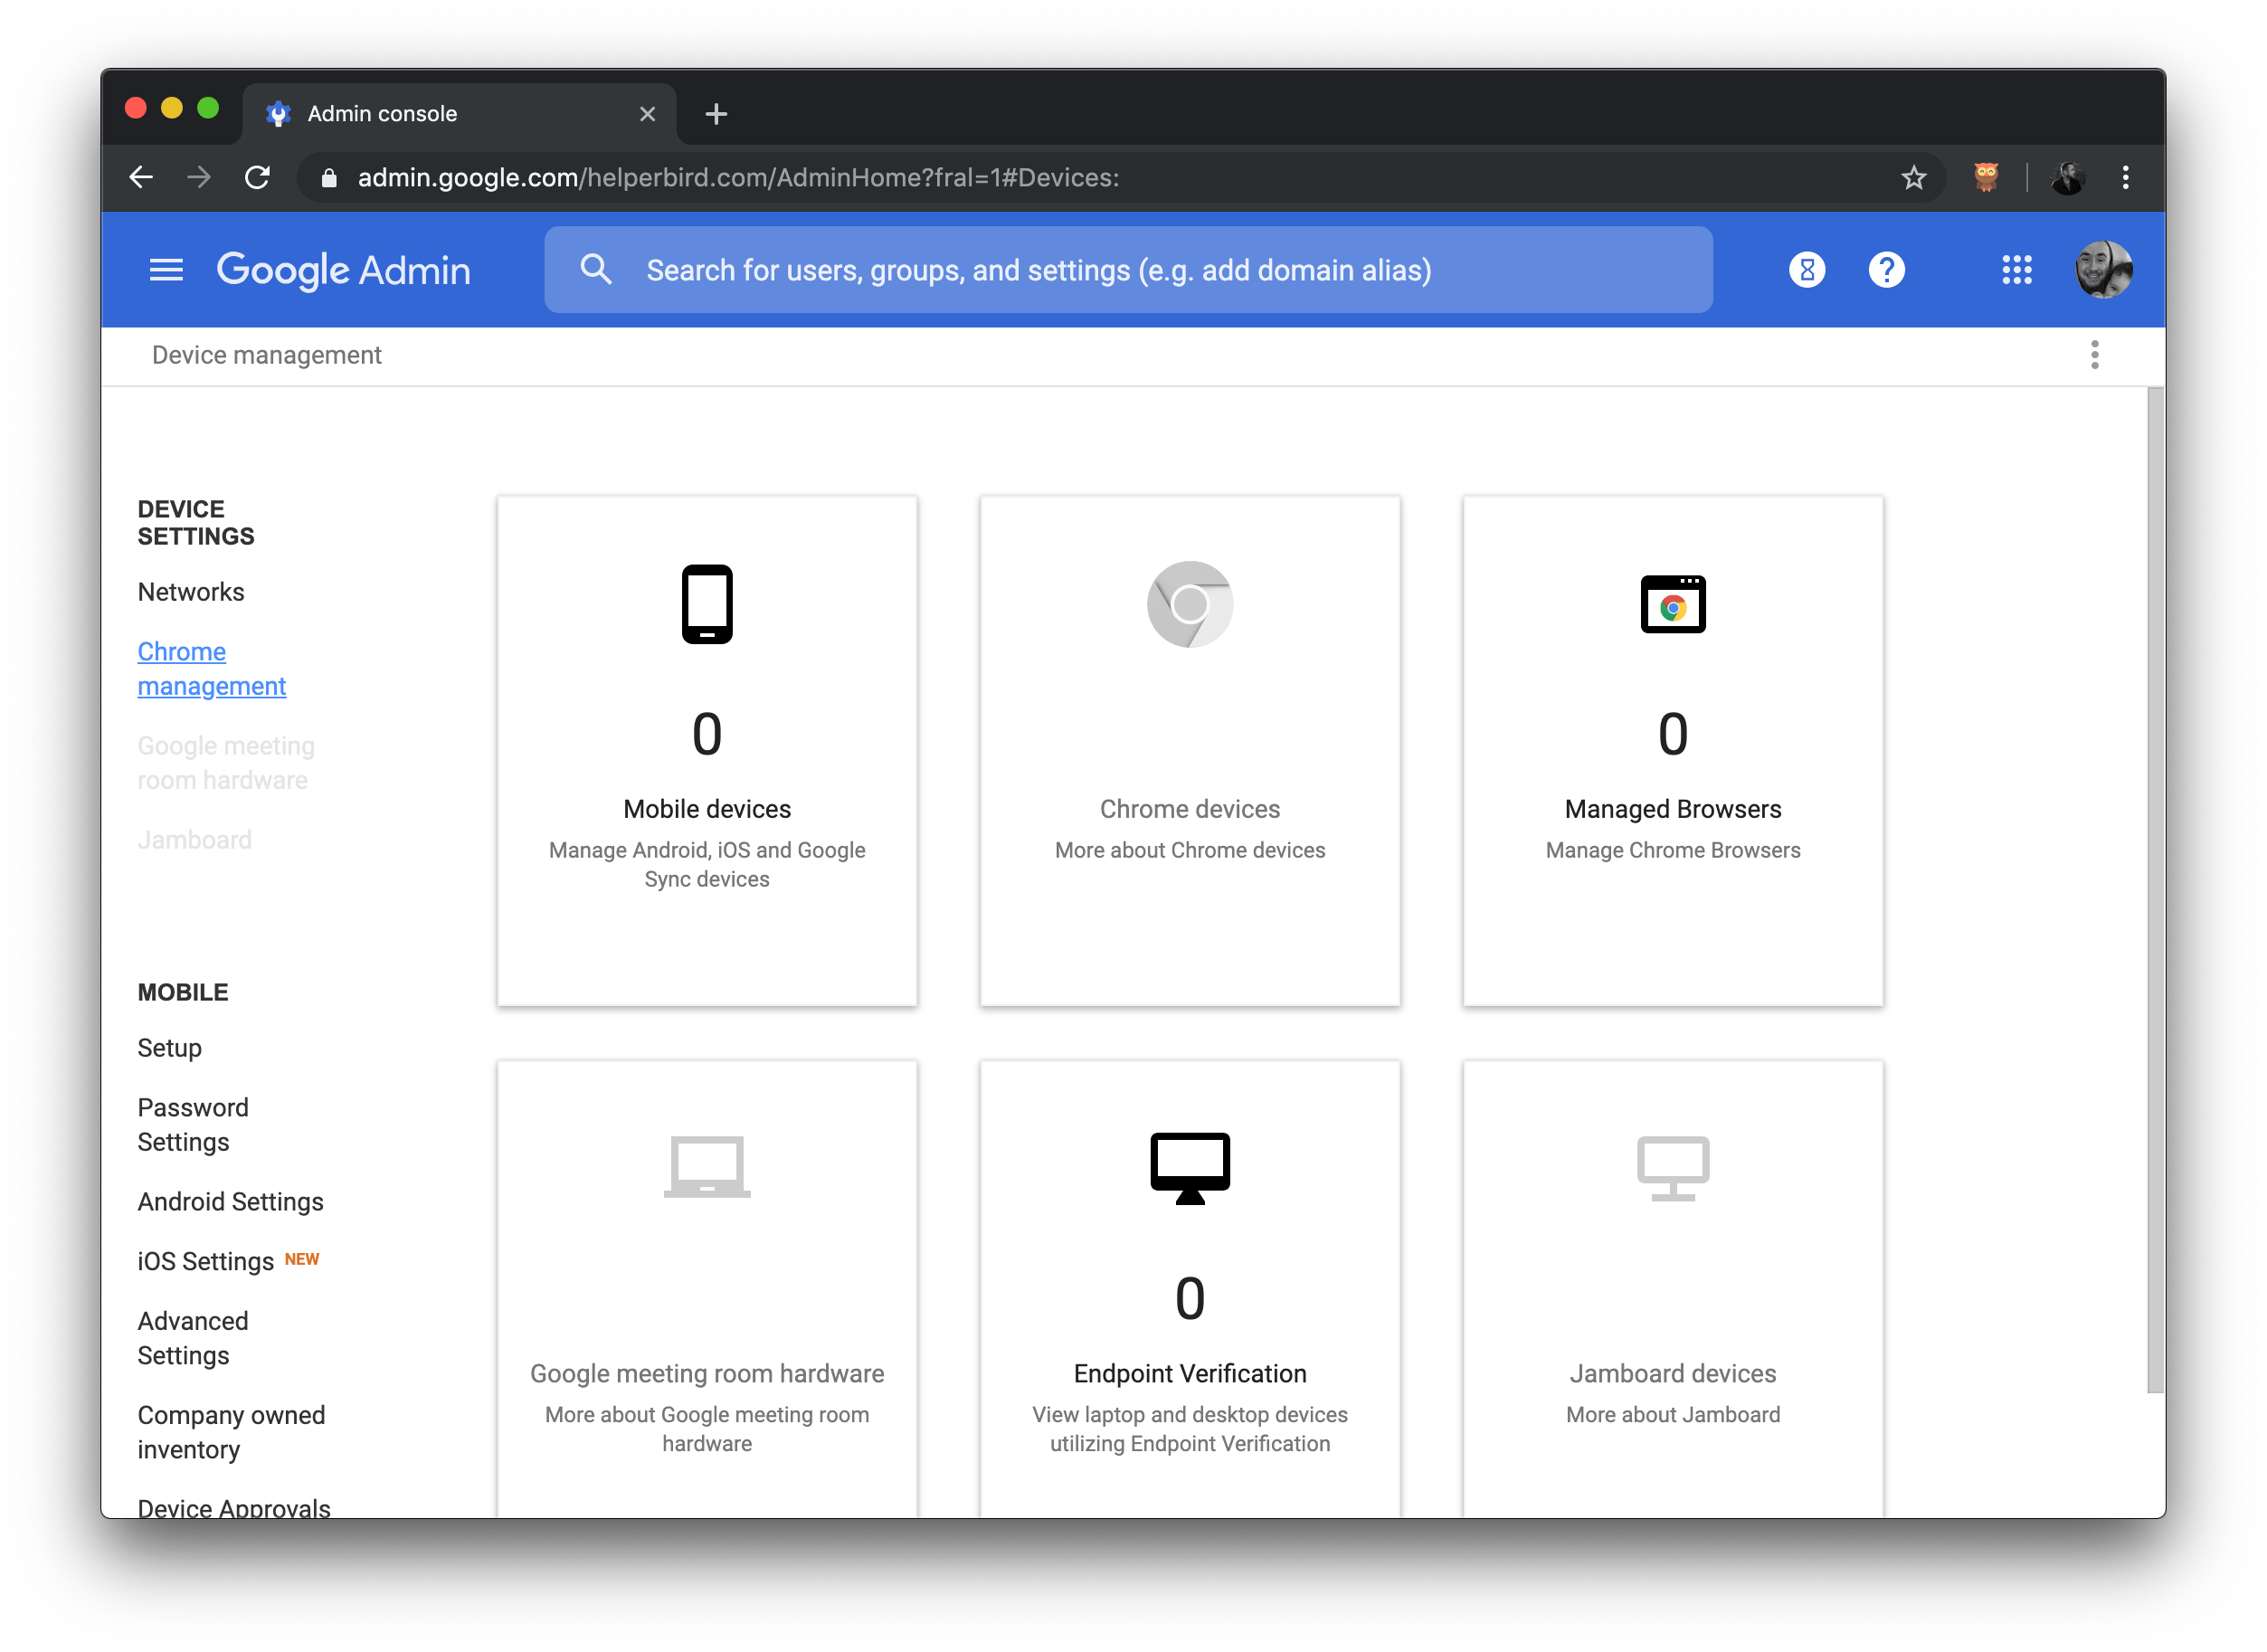 Admin console
admin.google.com/helperbird.com/AdminHome?fral=1#Devices:
Google Admin
Search for users, groups, and settings (e.g. add domain alias)
Device management
DEVICE
SETTINGS
Networks
Chrome
management
Google meeting
room hardware
Jamboard
MOBILE
Setup
Password
Settings
Android Settings
iOS Settings NEW
Advanced
Settings
Company owned
inventory
Device Approvals
0
Mobile devices
Manage Android, iOS and Google
Sync devices
Chrome devices
More about Chrome devices
0
Managed Browsers
Manage Chrome Browsers
Google meeting room hardware
More about Google meeting room
hardware
0
Endpoint Verification
View laptop and desktop devices
utilizing Endpoint Verification
Jamboard devices
More about Jamboard